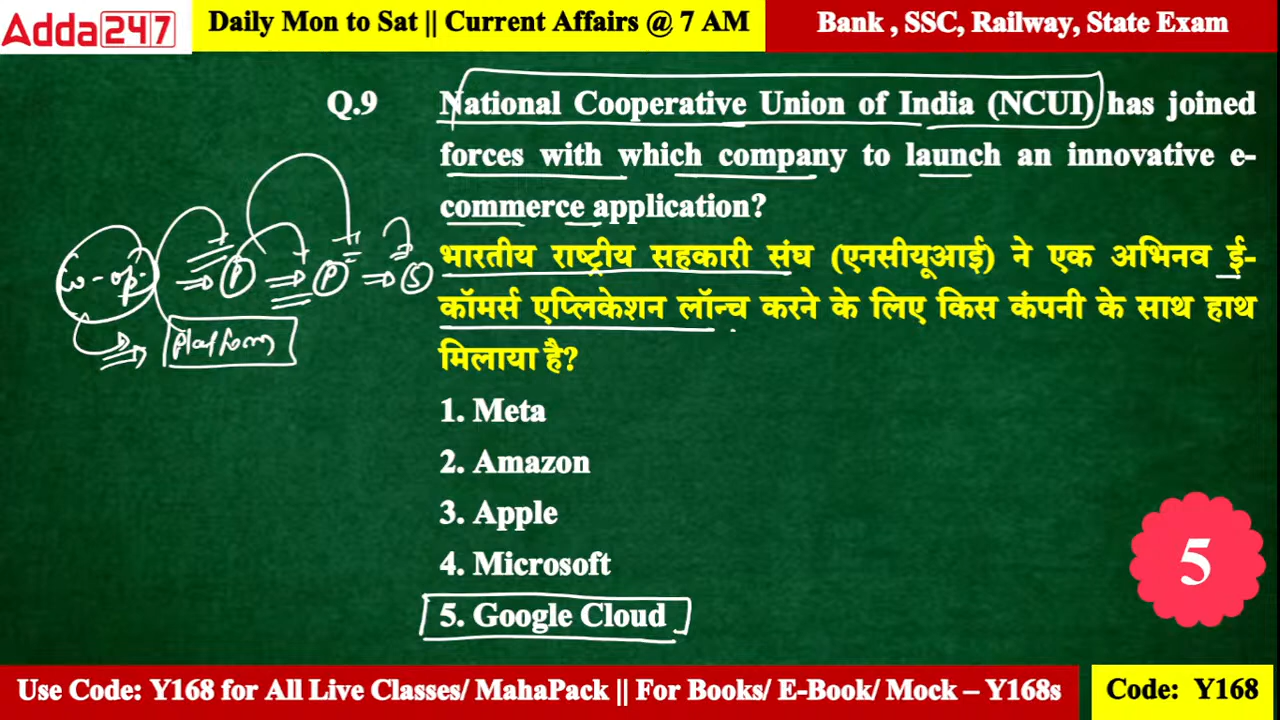 Adda247
Daily Mon to Sat || Current Affairs @ 7 AM
Bank , SSC, Railway, State Exam
Q.9
National Cooperative Union of India (NCUI) has joined
forces with which company to launch an innovative e-
commerce application?
भारतीय राष्ट्रीय सहकारी संघ (एनसीयूआई) ने एक अभिनव ई-
कॉमर्स एप्लिकेशन लॉन्च करने के लिए किस कंपनी के साथ हाथ
मिलाया है?
co-op. P P S
Platform
1. Meta
2. Amazon
3. Apple
4. Microsoft
5. Google Cloud
5
Use Code: Y168 for All Live Classes/ MahaPack || For Books/ E-Book/ Mock – Y168s
Code: Y168